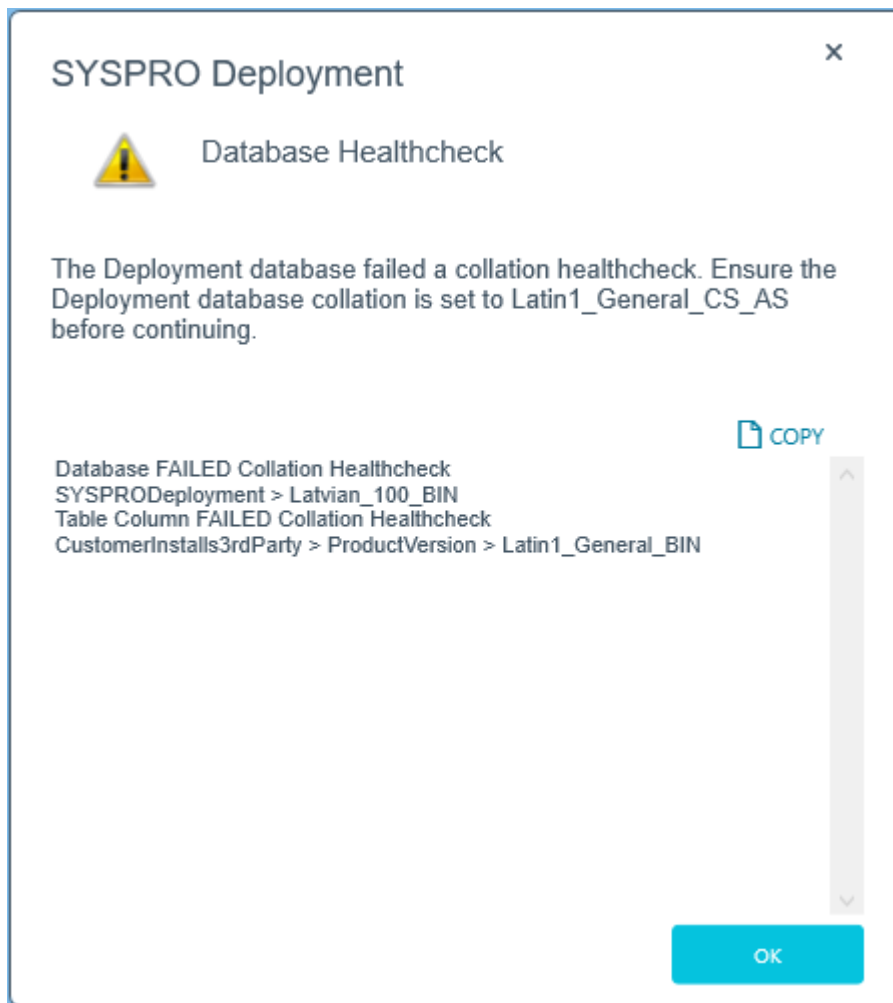 SYSPRO Deployment
Database Healthcheck
The Deployment database failed a collation healthcheck. Ensure the
Deployment database collation is set to Latin1_General_CS_AS
before continuing.
COPY
Database FAILED Collation Healthcheck
SYSPRODeployment > Latvian_100_BIN
Table Column FAILED Collation Healthcheck
CustomerInstalls3rdParty > ProductVersion > Latin1_General_BIN
OK